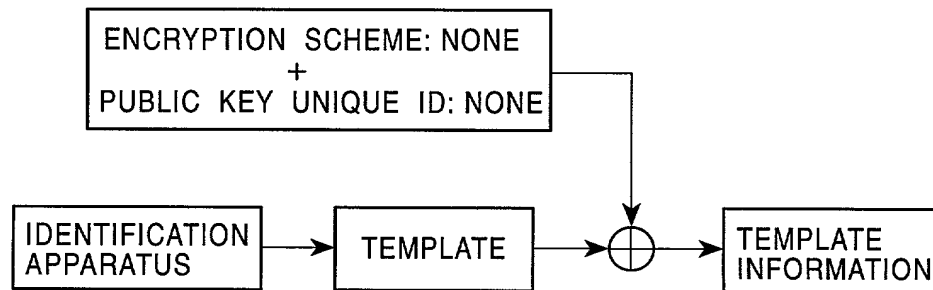 ENCRYPTION SCHEME: NONE
+
PUBLIC KEY UNIQUE ID: NONE
IDENTIFICATION
APPARATUS
TEMPLATE
TEMPLATE
INFORMATION